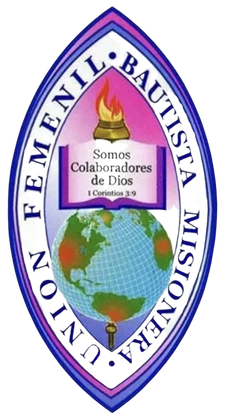 UNION FEMENIL · BAUTISTA MISIONERA ·
Somos
Colaboradores
de Dios
1 Corintios 3:9